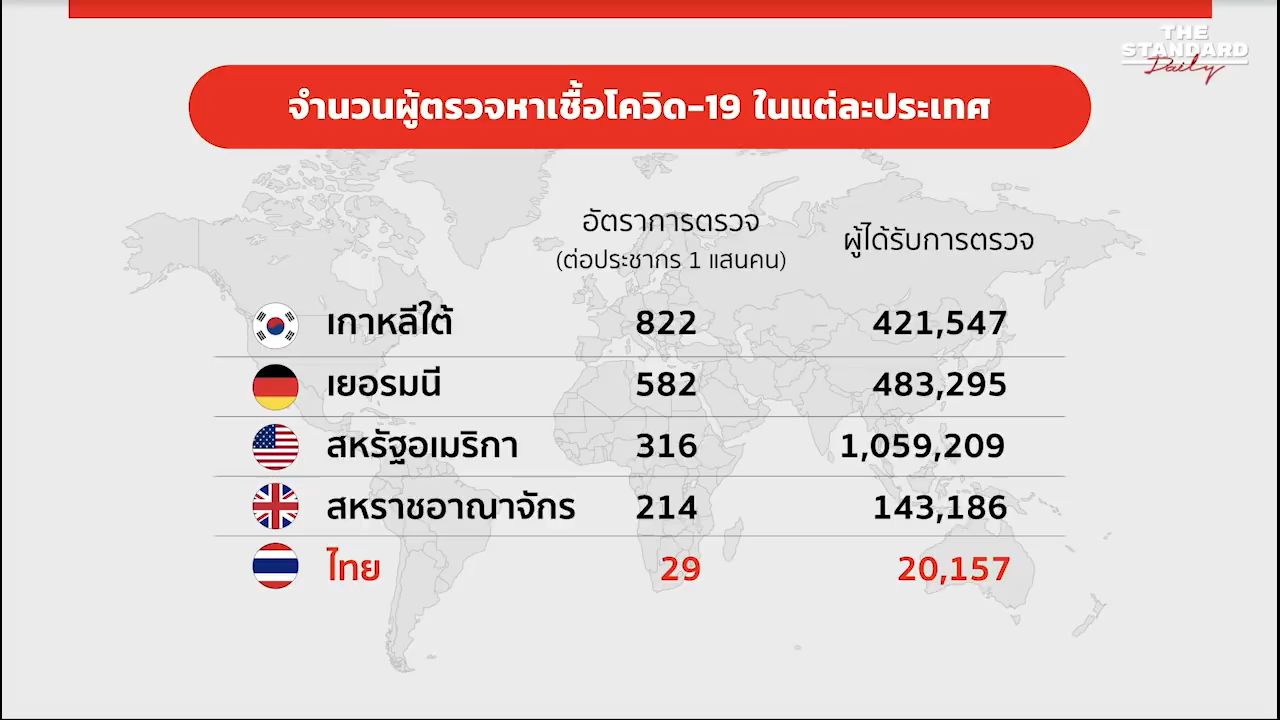 THE
STANDARD
Daily
จำนวนผู้ตรวจหาเชื้อโควิด-19 ในแต่ละประเทศ
อัตราการตรวจ
(ต่อประชากร 1 แสนคน)
ผู้ได้รับการตรวจ
เกาหลีใต้ 822 421,547
เยอรมนี 582 483,295
สหรัฐอเมริกา 316 1,059,209
สหราชอาณาจักร 214 143,186
ไทย 29 20,157